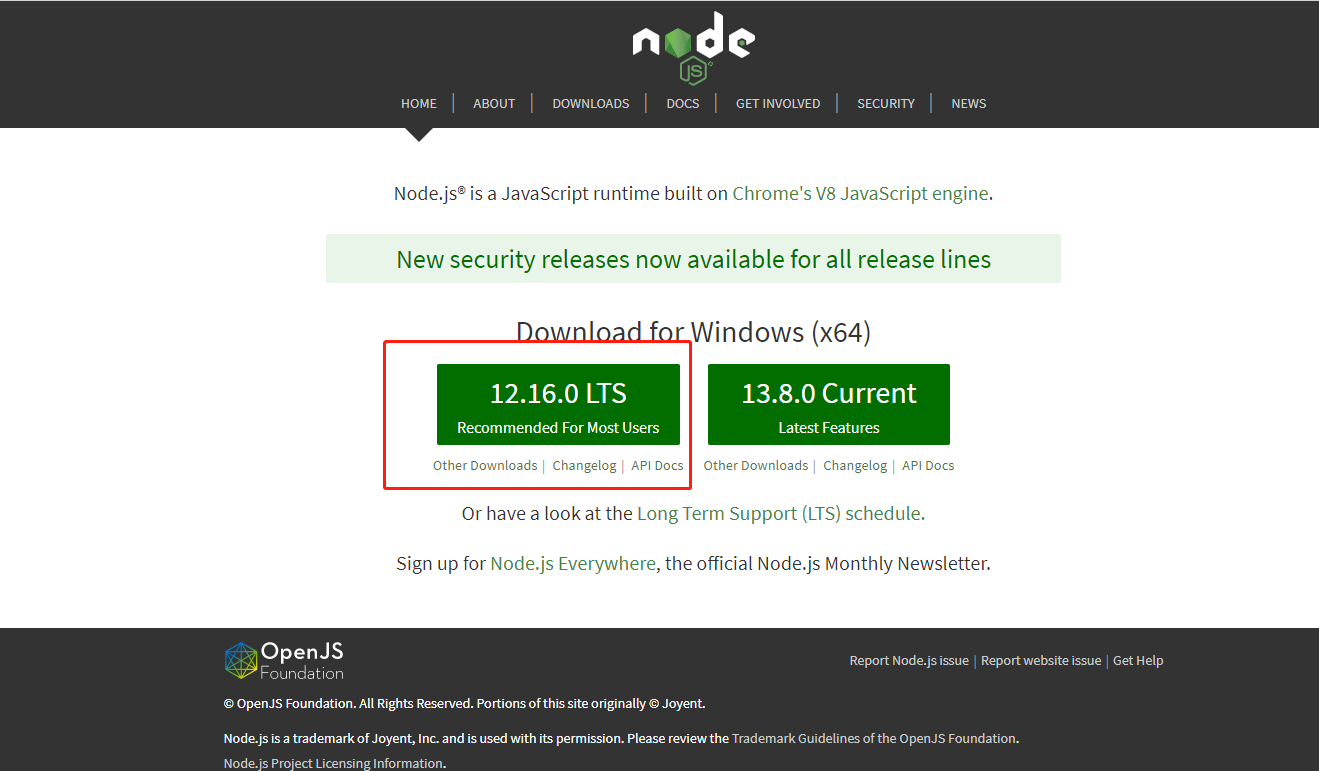 node
JS
HOME | ABOUT | DOWNLOADS | DOCS | GET INVOLVED | SECURITY | NEWS
Node.js® is a JavaScript runtime built on Chrome's V8 JavaScript engine.
New security releases now available for all release lines
Download for Windows (x64)
12.16.0 LTS
Recommended For Most Users
13.8.0 Current
Latest Features
Other Downloads | Changelog | API Docs
Other Downloads | Changelog | API Docs
Or have a look at the Long Term Support (LTS) schedule.
Sign up for Node.js Everywhere, the official Node.js Monthly Newsletter.
OpenJS
Foundation
Report Node.js issue | Report website issue | Get Help
© OpenJS Foundation. All Rights Reserved. Portions of this site originally © Joyent.
Node.js is a trademark of Joyent, Inc. and is used with its permission. Please review the Trademark Guidelines of the OpenJS Foundation.
Node.js Project Licensing Information.